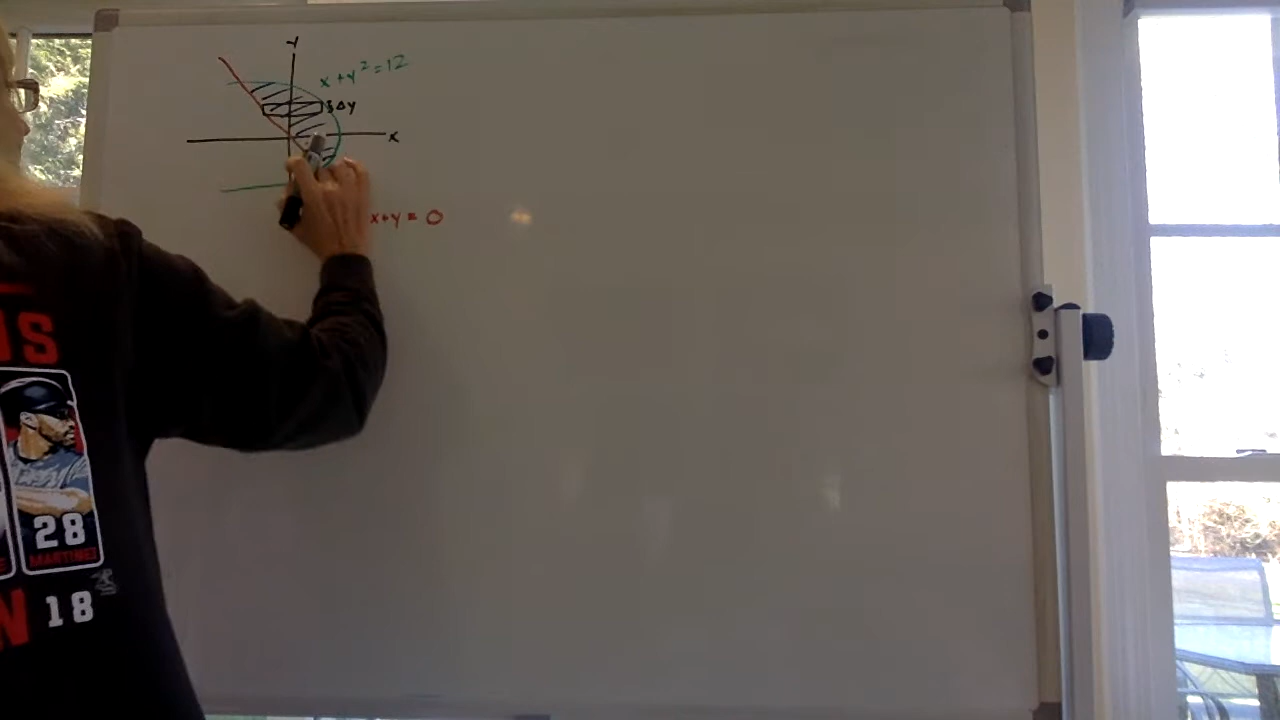 Y
x + y² = 12
Δy
x
x + y = 0
28
MARTINEZ
18